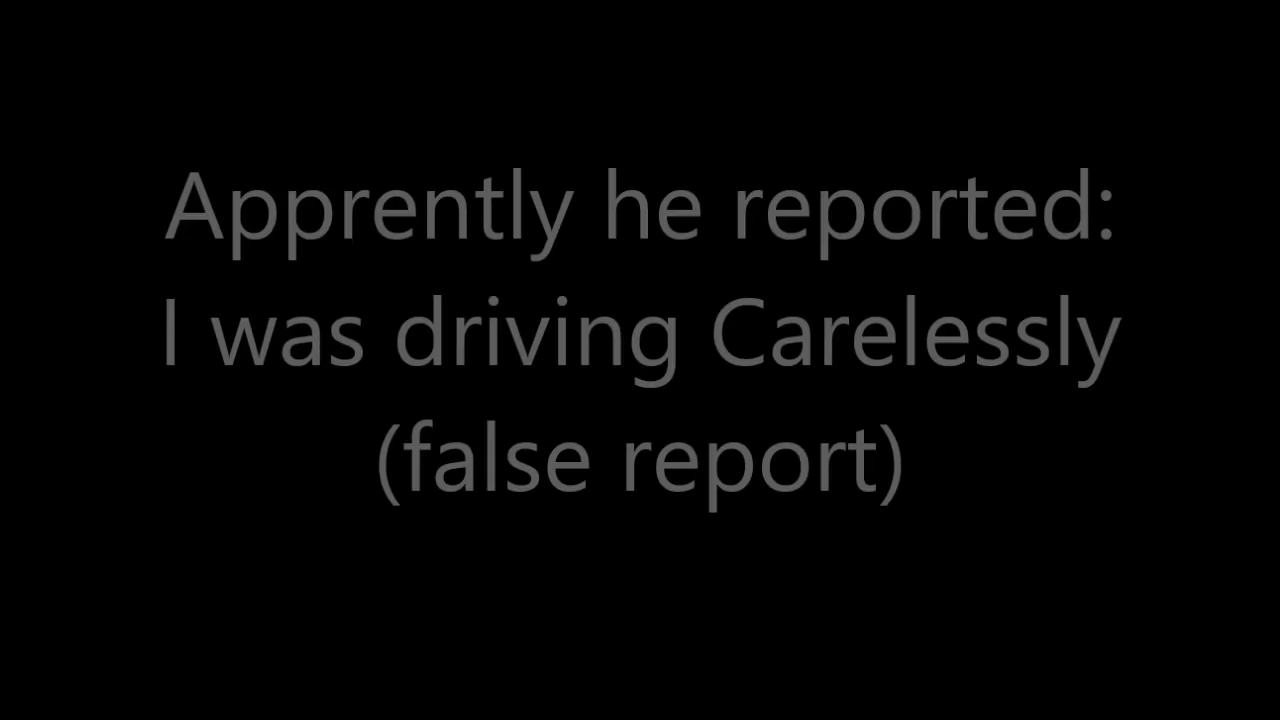 Apprently he reported:
I was driving Carelessly
(false report)